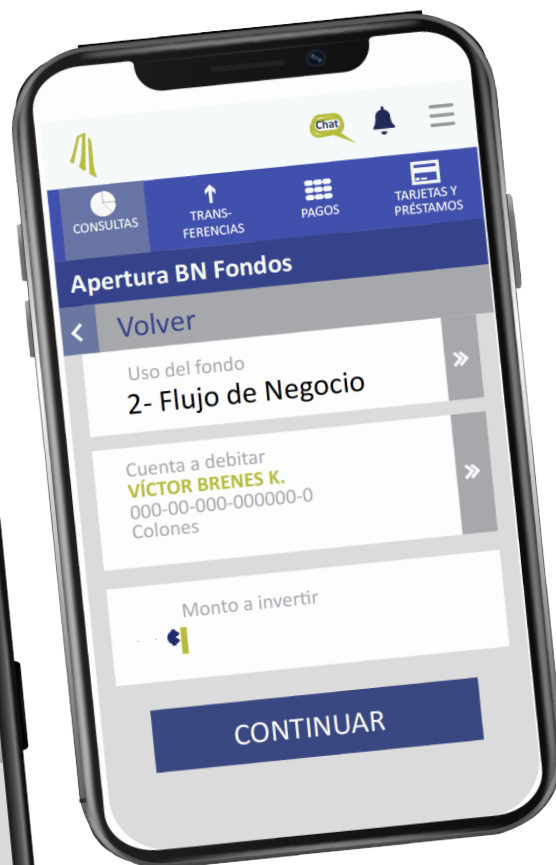 Chat
CONSULTAS
TRANS-
FERENCIAS
PAGOS
TARJETAS Y
PRÉSTAMOS
Apertura BN Fondos
Volver
Uso del fondo
2- Flujo de Negocio
Cuenta a debitar
VÍCTOR BRENES K.
000-00-000-000000-0
Colones
Monto a invertir
CONTINUAR